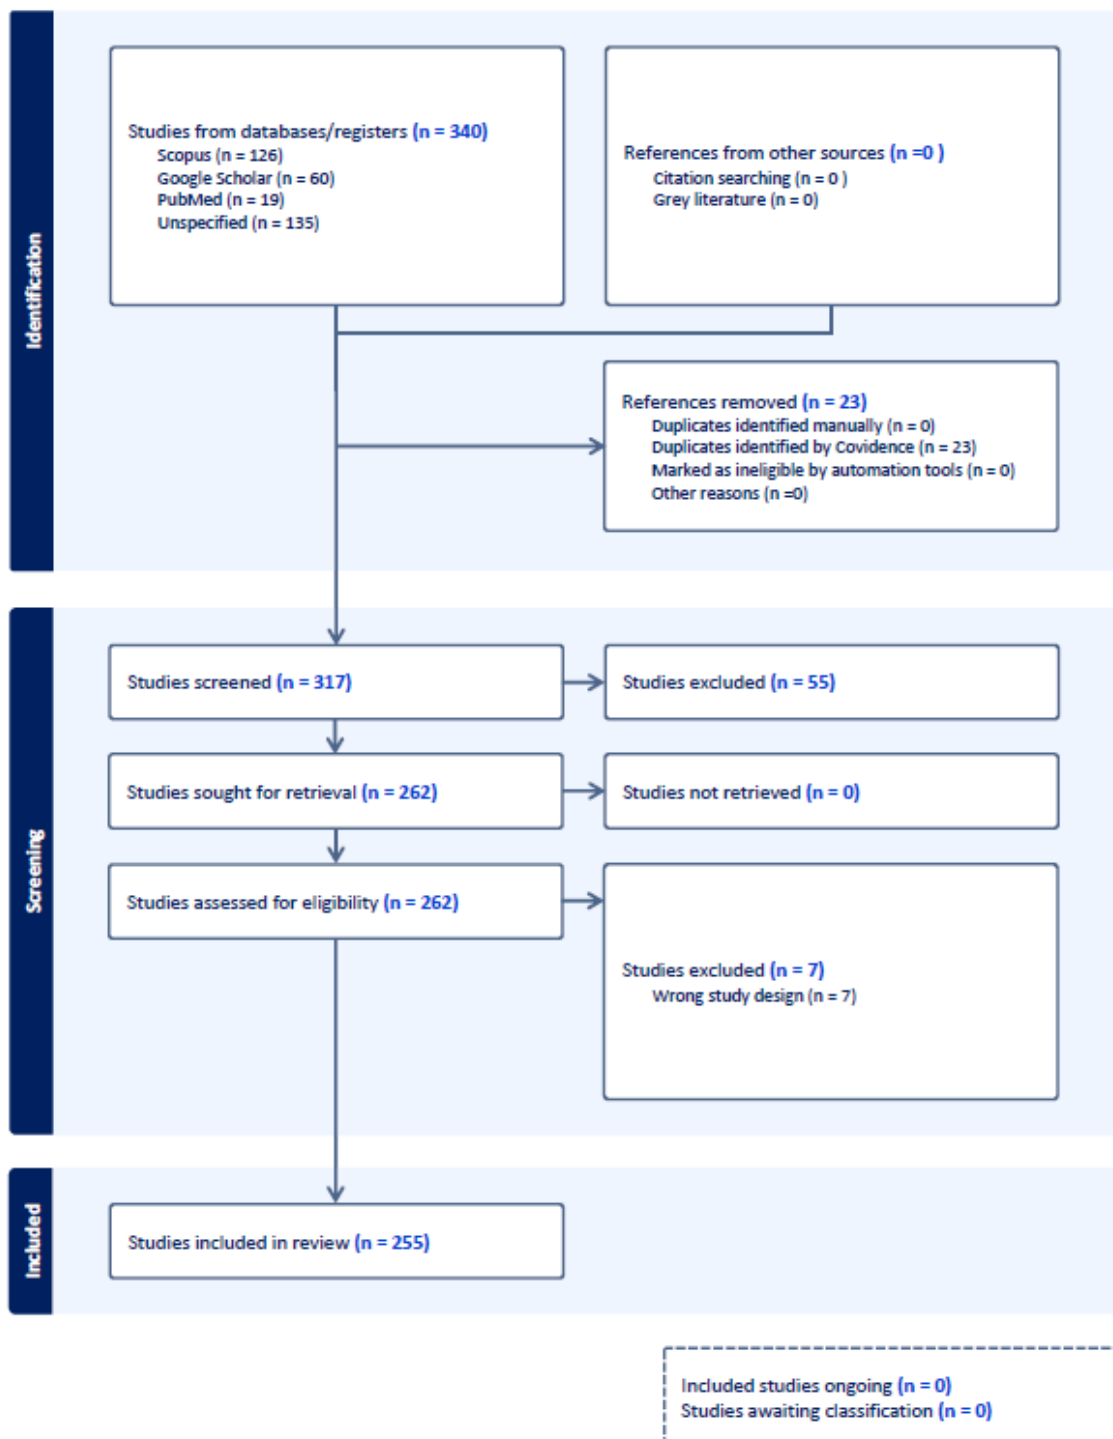 Identification
Studies from databases/registers (n = 340)
Scopus (n = 126)
Google Scholar (n = 60)
PubMed (n = 19)
Unspecified (n = 135)
References from other sources (n =0 )
Citation searching (n = 0 )
Grey literature (n = 0)
References removed (n = 23)
Duplicates identified manually (n = 0)
Duplicates identified by Covidence (n = 23)
Marked as ineligible by automation tools (n = 0)
Other reasons (n =0)
Screening
Studies screened (n = 317)
Studies excluded (n = 55)
Studies sought for retrieval (n = 262)
Studies not retrieved (n = 0)
Studies assessed for eligibility (n = 262)
Studies excluded (n = 7)
Wrong study design (n = 7)
Included
Studies included in review (n = 255)
Included studies ongoing (n = 0)
Studies awaiting classification (n = 0)